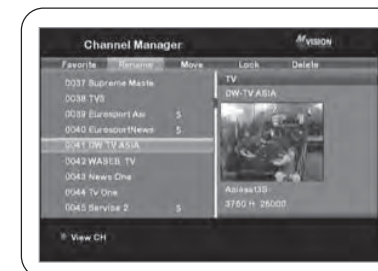 Channel Manager
MVISION
Favorite Rename Move Lock Delete
0037 Supreme Maste
0038 TV5
0039 Eurosport Asi S
0040 EurosportNews S
0041 DW-TV ASIA
0042 WASEB TV
0043 News One
0044 Tv One
0045 Service 2 S
TV
DW-TV ASIA
Asiasat3S
3760 H 26000
View CH